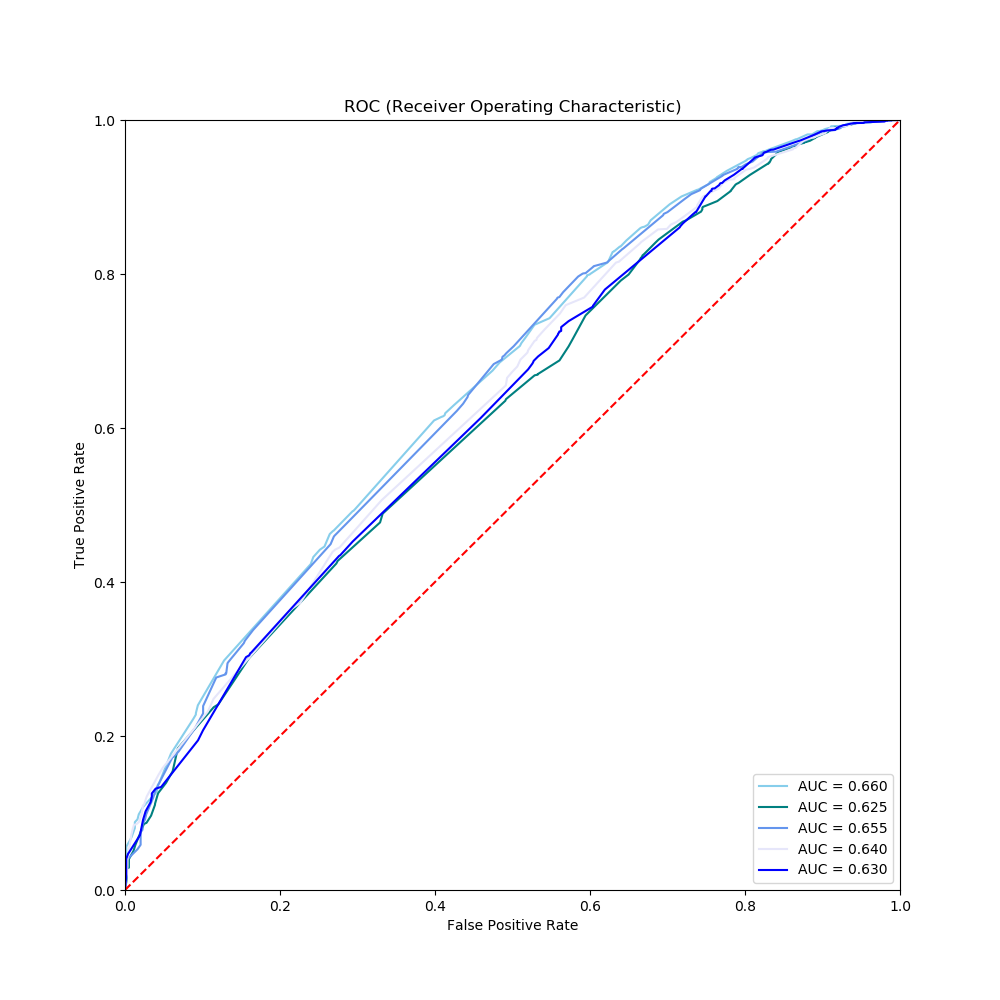 ROC (Receiver Operating Characteristic)
1.0
0.8
0.6
0.4
0.2
0.0
True Positive Rate
AUC = 0.660
AUC = 0.625
AUC = 0.655
AUC = 0.640
AUC = 0.630
0.0 0.2 0.4 0.6 0.8 1.0
False Positive Rate